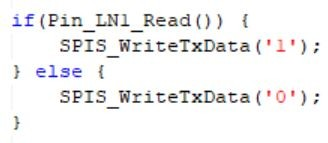 if(Pin_LN1_Read()) {
    SPIS_WriteTxData('1');
} else {
    SPIS_WriteTxData('0');
}